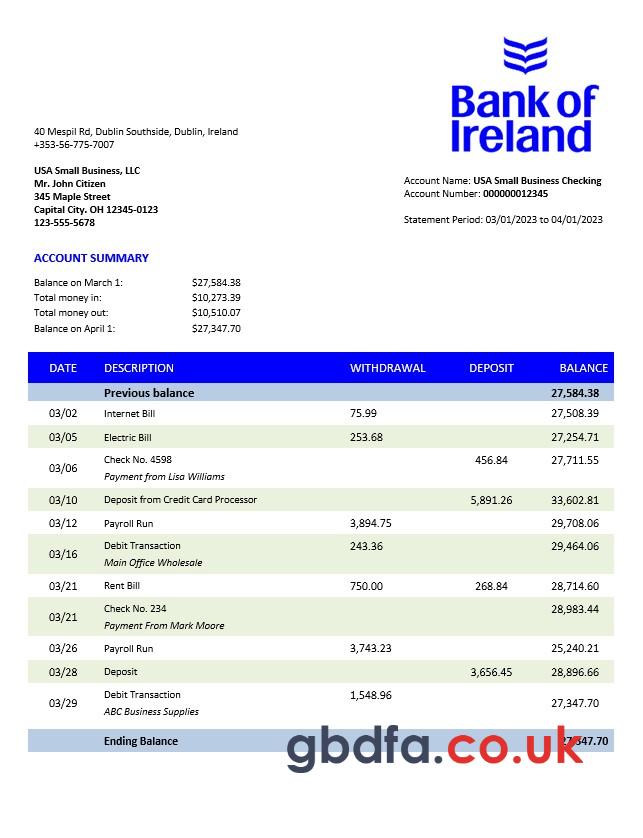 Bank of
Ireland
40 Mespil Rd, Dublin Southside, Dublin, Ireland
+353-56-775-7007
USA Small Business, LLC
Mr. John Citizen
345 Maple Street
Capital City. OH 12345-0123
123-555-5678
Account Name: USA Small Business Checking
Account Number: 000000012345
Statement Period: 03/01/2023 to 04/01/2023
ACCOUNT SUMMARY
Balance on March 1: $27,584.38
Total money in: $10,273.39
Total money out: $10,510.07
Balance on April 1: $27,347.70
DATE DESCRIPTION WITHDRAWAL DEPOSIT BALANCE
Previous balance 27,584.38
03/02 Internet Bill 75.99 27,508.39
03/05 Electric Bill 253.68 27,254.71
03/06 Check No. 4598 456.84 27,711.55
Payment from Lisa Williams
03/10 Deposit from Credit Card Processor 5,891.26 33,602.81
03/12 Payroll Run 3,894.75 29,708.06
03/16 Debit Transaction 243.36 29,464.06
Main Office Wholesale
03/21 Rent Bill 750.00 268.84 28,714.60
03/21 Check No. 234 28,983.44
Payment From Mark Moore
03/26 Payroll Run 3,743.23 25,240.21
03/28 Deposit 3,656.45 28,896.66
03/29 Debit Transaction 1,548.96 27,347.70
ABC Business Supplies
Ending Balance 27,347.70
gbdfa.co.uk